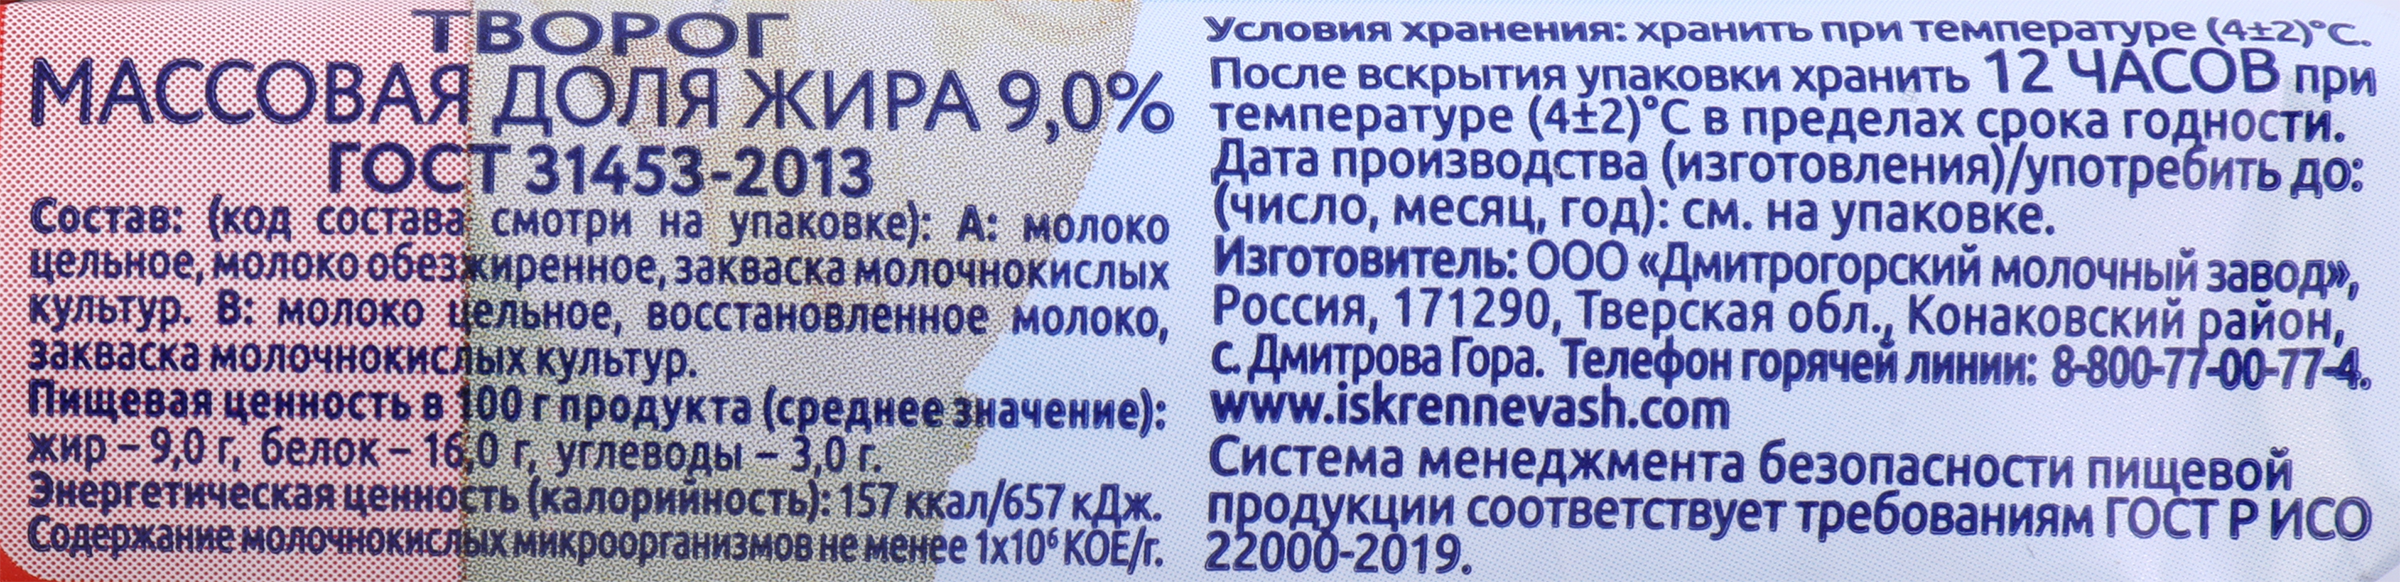 ТВОРОГ
МАССОВАЯ ДОЛЯ ЖИРА 9,0%
ГОСТ 31453-2013
Состав: (код состава смотри на упаковке): А: молоко
цельное, молоко обезжиренное, закваска молочнокислых
культур. В: молоко цельное, восстановленное молоко,
закваска молочнокислых культур.
Пищевая ценность в 100 г продукта (среднее значение):
жир – 9,0 г, белок – 16,0 г, углеводы – 3,0 г.
Энергетическая ценность (калорийность): 157 ккал/657 кДж.
Содержание молочнокислых микроорганизмов не менее 1х10⁶ КОЕ/г.
Условия хранения: хранить при температуре (4±2)°С.
После вскрытия упаковки хранить 12 ЧАСОВ при
температуре (4±2)°С в пределах срока годности.
Дата производства (изготовления)/употребить до:
(число, месяц, год): см. на упаковке.
Изготовитель: ООО «Дмитрогорский молочный завод»,
Россия, 171290, Тверская обл., Конаковский район,
с. Дмитрова Гора. Телефон горячей линии: 8-800-77-00-77-4.
www.iskrennevash.com
Система менеджмента безопасности пищевой
продукции соответствует требованиям ГОСТ Р ИСО
22000-2019.